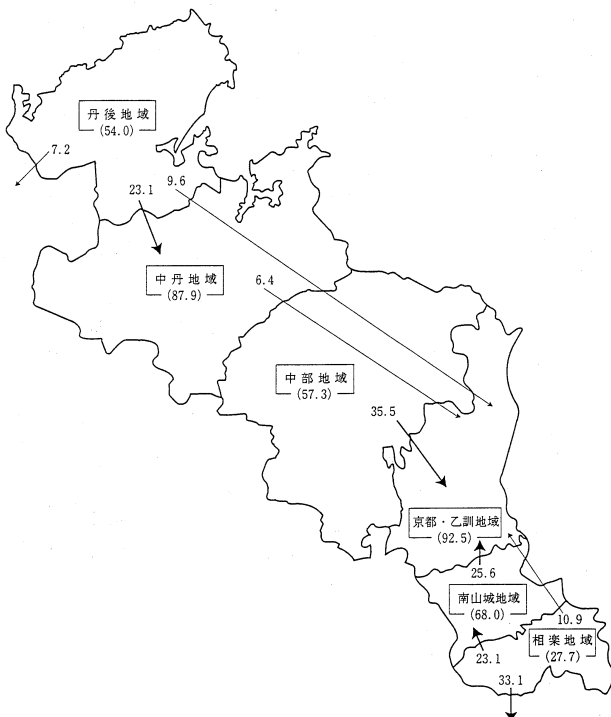 丹後地域
(54.0)
7.2
23.1
9.6
中丹地域
(87.9)
6.4
中部地域
(57.3)
35.5
京都・乙訓地域
(92.5)
25.6
南山城地域
(68.0)
10.9
相楽地域
(27.7)
23.1
33.1